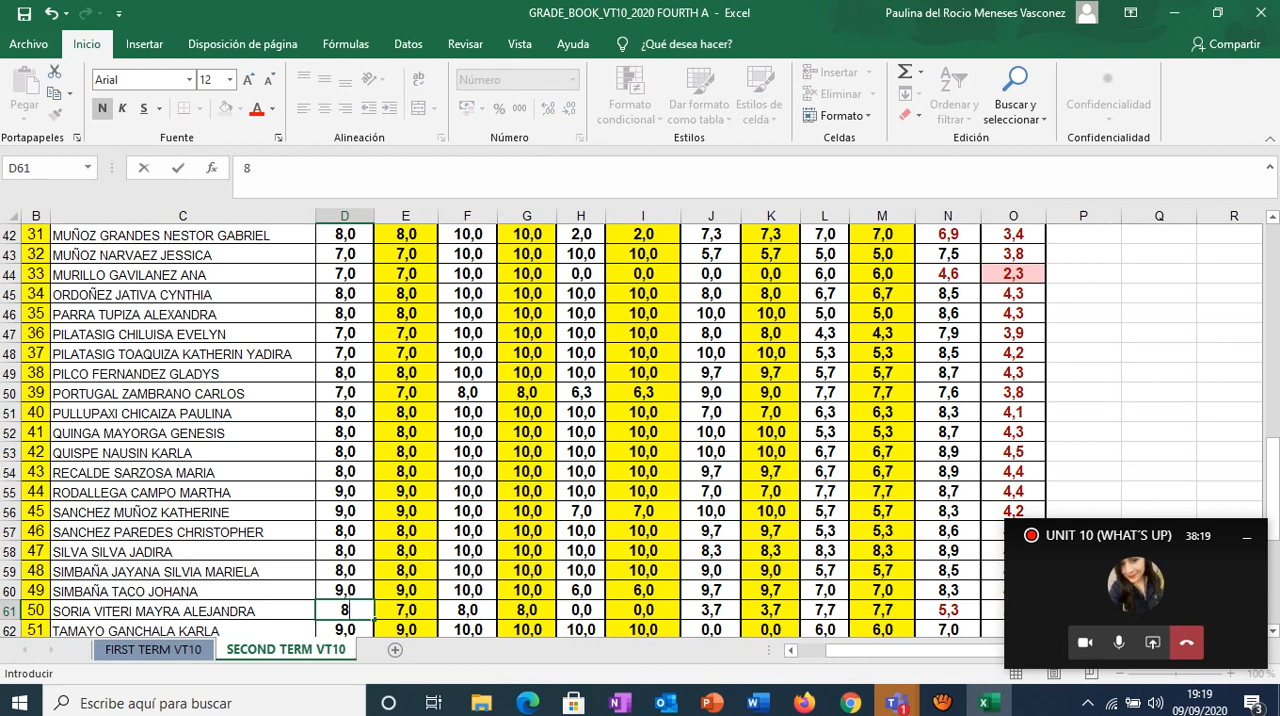 GRADE_BOOK_VT10_2020 FOURTH A - Excel
Paulina del Rocio Meneses Vasconez
Archivo Inicio Insertar Disposición de página Fórmulas Datos Revisar Vista Ayuda ¿Qué desea hacer? Compartir
Pegar
Arial 12
N K S
Número
% 000
Formato condicional
Dar formato como tabla
Estilos de celda
Insertar
Eliminar
Formato
Ordenar y filtrar
Buscar y seleccionar
Confidencialidad
Portapapeles Fuente Alineación Número Estilos Celdas Edición Confidencialidad
D61 fx 8
B C D E F G H I J K L M N O P Q R
42 31 MUÑOZ GRANDES NESTOR GABRIEL 8,0 8,0 10,0 10,0 2,0 2,0 7,3 7,3 7,0 7,0 6,9 3,4
43 32 MUÑOZ NARVAEZ JESSICA 7,0 7,0 10,0 10,0 10,0 10,0 5,7 5,7 5,0 5,0 7,5 3,8
44 33 MURILLO GAVILANEZ ANA 7,0 7,0 10,0 10,0 0,0 0,0 0,0 0,0 6,0 6,0 4,6 2,3
45 34 ORDOÑEZ JATIVA CYNTHIA 8,0 8,0 10,0 10,0 10,0 10,0 8,0 8,0 6,7 6,7 8,5 4,3
46 35 PARRA TUPIZA ALEXANDRA 8,0 8,0 10,0 10,0 10,0 10,0 10,0 10,0 5,0 5,0 8,6 4,3
47 36 PILATASIG CHILUISA EVELYN 7,0 7,0 10,0 10,0 10,0 10,0 8,0 8,0 4,3 4,3 7,9 3,9
48 37 PILATASIG TOAQUIZA KATHERIN YADIRA 7,0 7,0 10,0 10,0 10,0 10,0 10,0 10,0 5,3 5,3 8,5 4,2
49 38 PILCO FERNANDEZ GLADYS 8,0 8,0 10,0 10,0 10,0 10,0 9,7 9,7 5,7 5,7 8,7 4,3
50 39 PORTUGAL ZAMBRANO CARLOS 7,0 7,0 8,0 8,0 6,3 6,3 9,0 9,0 7,7 7,7 7,6 3,8
51 40 PULLUPAXI CHICAIZA PAULINA 8,0 8,0 10,0 10,0 10,0 10,0 7,0 7,0 6,3 6,3 8,3 4,1
52 41 QUINGA MAYORGA GENESIS 8,0 8,0 10,0 10,0 10,0 10,0 10,0 10,0 5,3 5,3 8,7 4,3
53 42 QUISPE NAUSIN KARLA 8,0 8,0 10,0 10,0 10,0 10,0 10,0 10,0 6,7 6,7 8,9 4,5
54 43 RECALDE SARZOSA MARIA 8,0 8,0 10,0 10,0 10,0 10,0 9,7 9,7 6,7 6,7 8,9 4,4
55 44 RODALLEGA CAMPO MARTHA 9,0 9,0 10,0 10,0 10,0 10,0 7,0 7,0 7,7 7,7 8,7 4,4
56 45 SANCHEZ MUÑOZ KATHERINE 9,0 9,0 10,0 10,0 7,0 7,0 10,0 10,0 5,7 5,7 8,3 4,2
57 46 SANCHEZ PAREDES CHRISTOPHER 8,0 8,0 10,0 10,0 10,0 10,0 9,7 9,7 5,3 5,3 8,6
58 47 SILVA SILVA JADIRA 8,0 8,0 10,0 10,0 10,0 10,0 8,3 8,3 8,3 8,3 8,9
59 48 SIMBAÑA JAYANA SILVIA MARIELA 8,0 8,0 10,0 10,0 10,0 10,0 9,0 9,0 5,7 5,7 8,5
60 49 SIMBAÑA TACO JOHANA 9,0 9,0 10,0 10,0 6,0 6,0 9,7 9,7 7,0 7,0 8,3
61 50 SORIA VITERI MAYRA ALEJANDRA 8 7,0 8,0 8,0 0,0 0,0 3,7 3,7 7,7 7,7 5,3
62 51 TAMAYO GANCHALA KARLA 9,0 9,0 10,0 10,0 10,0 10,0 0,0 0,0 6,0 6,0 7,0
UNIT 10 (WHAT´S UP) 38:19
FIRST TERM VT10 SECOND TERM VT10
Introducir 100 %
Escribe aquí para buscar
19:19
09/09/2020
3